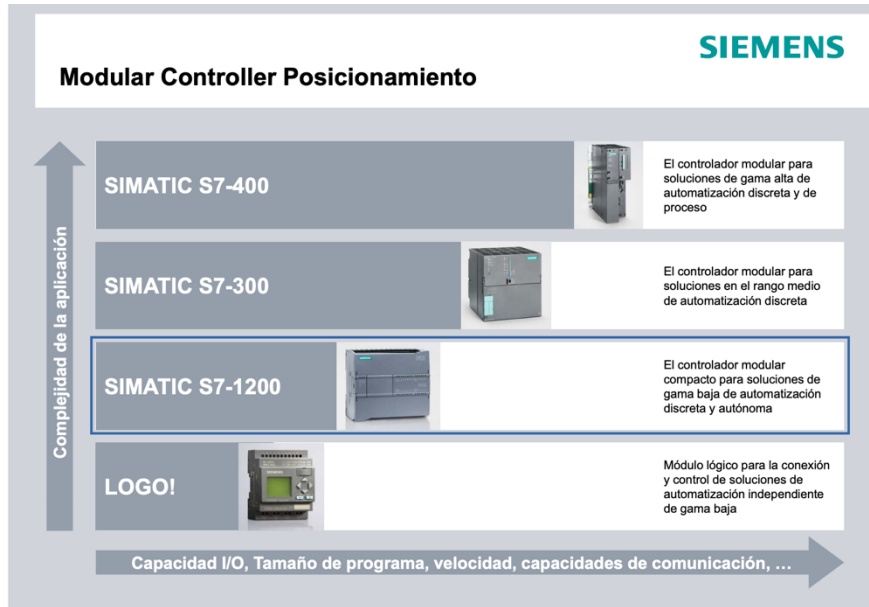 SIEMENS
Modular Controller Posicionamiento
Complejidad de la aplicación
SIMATIC S7-400
El controlador modular para
soluciones de gama alta de
automatización discreta y de
proceso
SIMATIC S7-300
El controlador modular para
soluciones en el rango medio
de automatización discreta
SIMATIC S7-1200
El controlador modular
compacto para soluciones de
gama baja de automatización
discreta y autónoma
LOGO!
SIEMENS
Módulo lógico para la conexión
y control de soluciones de
automatización independiente
de gama baja
Capacidad I/O, Tamaño de programa, velocidad, capacidades de comunicación, ...